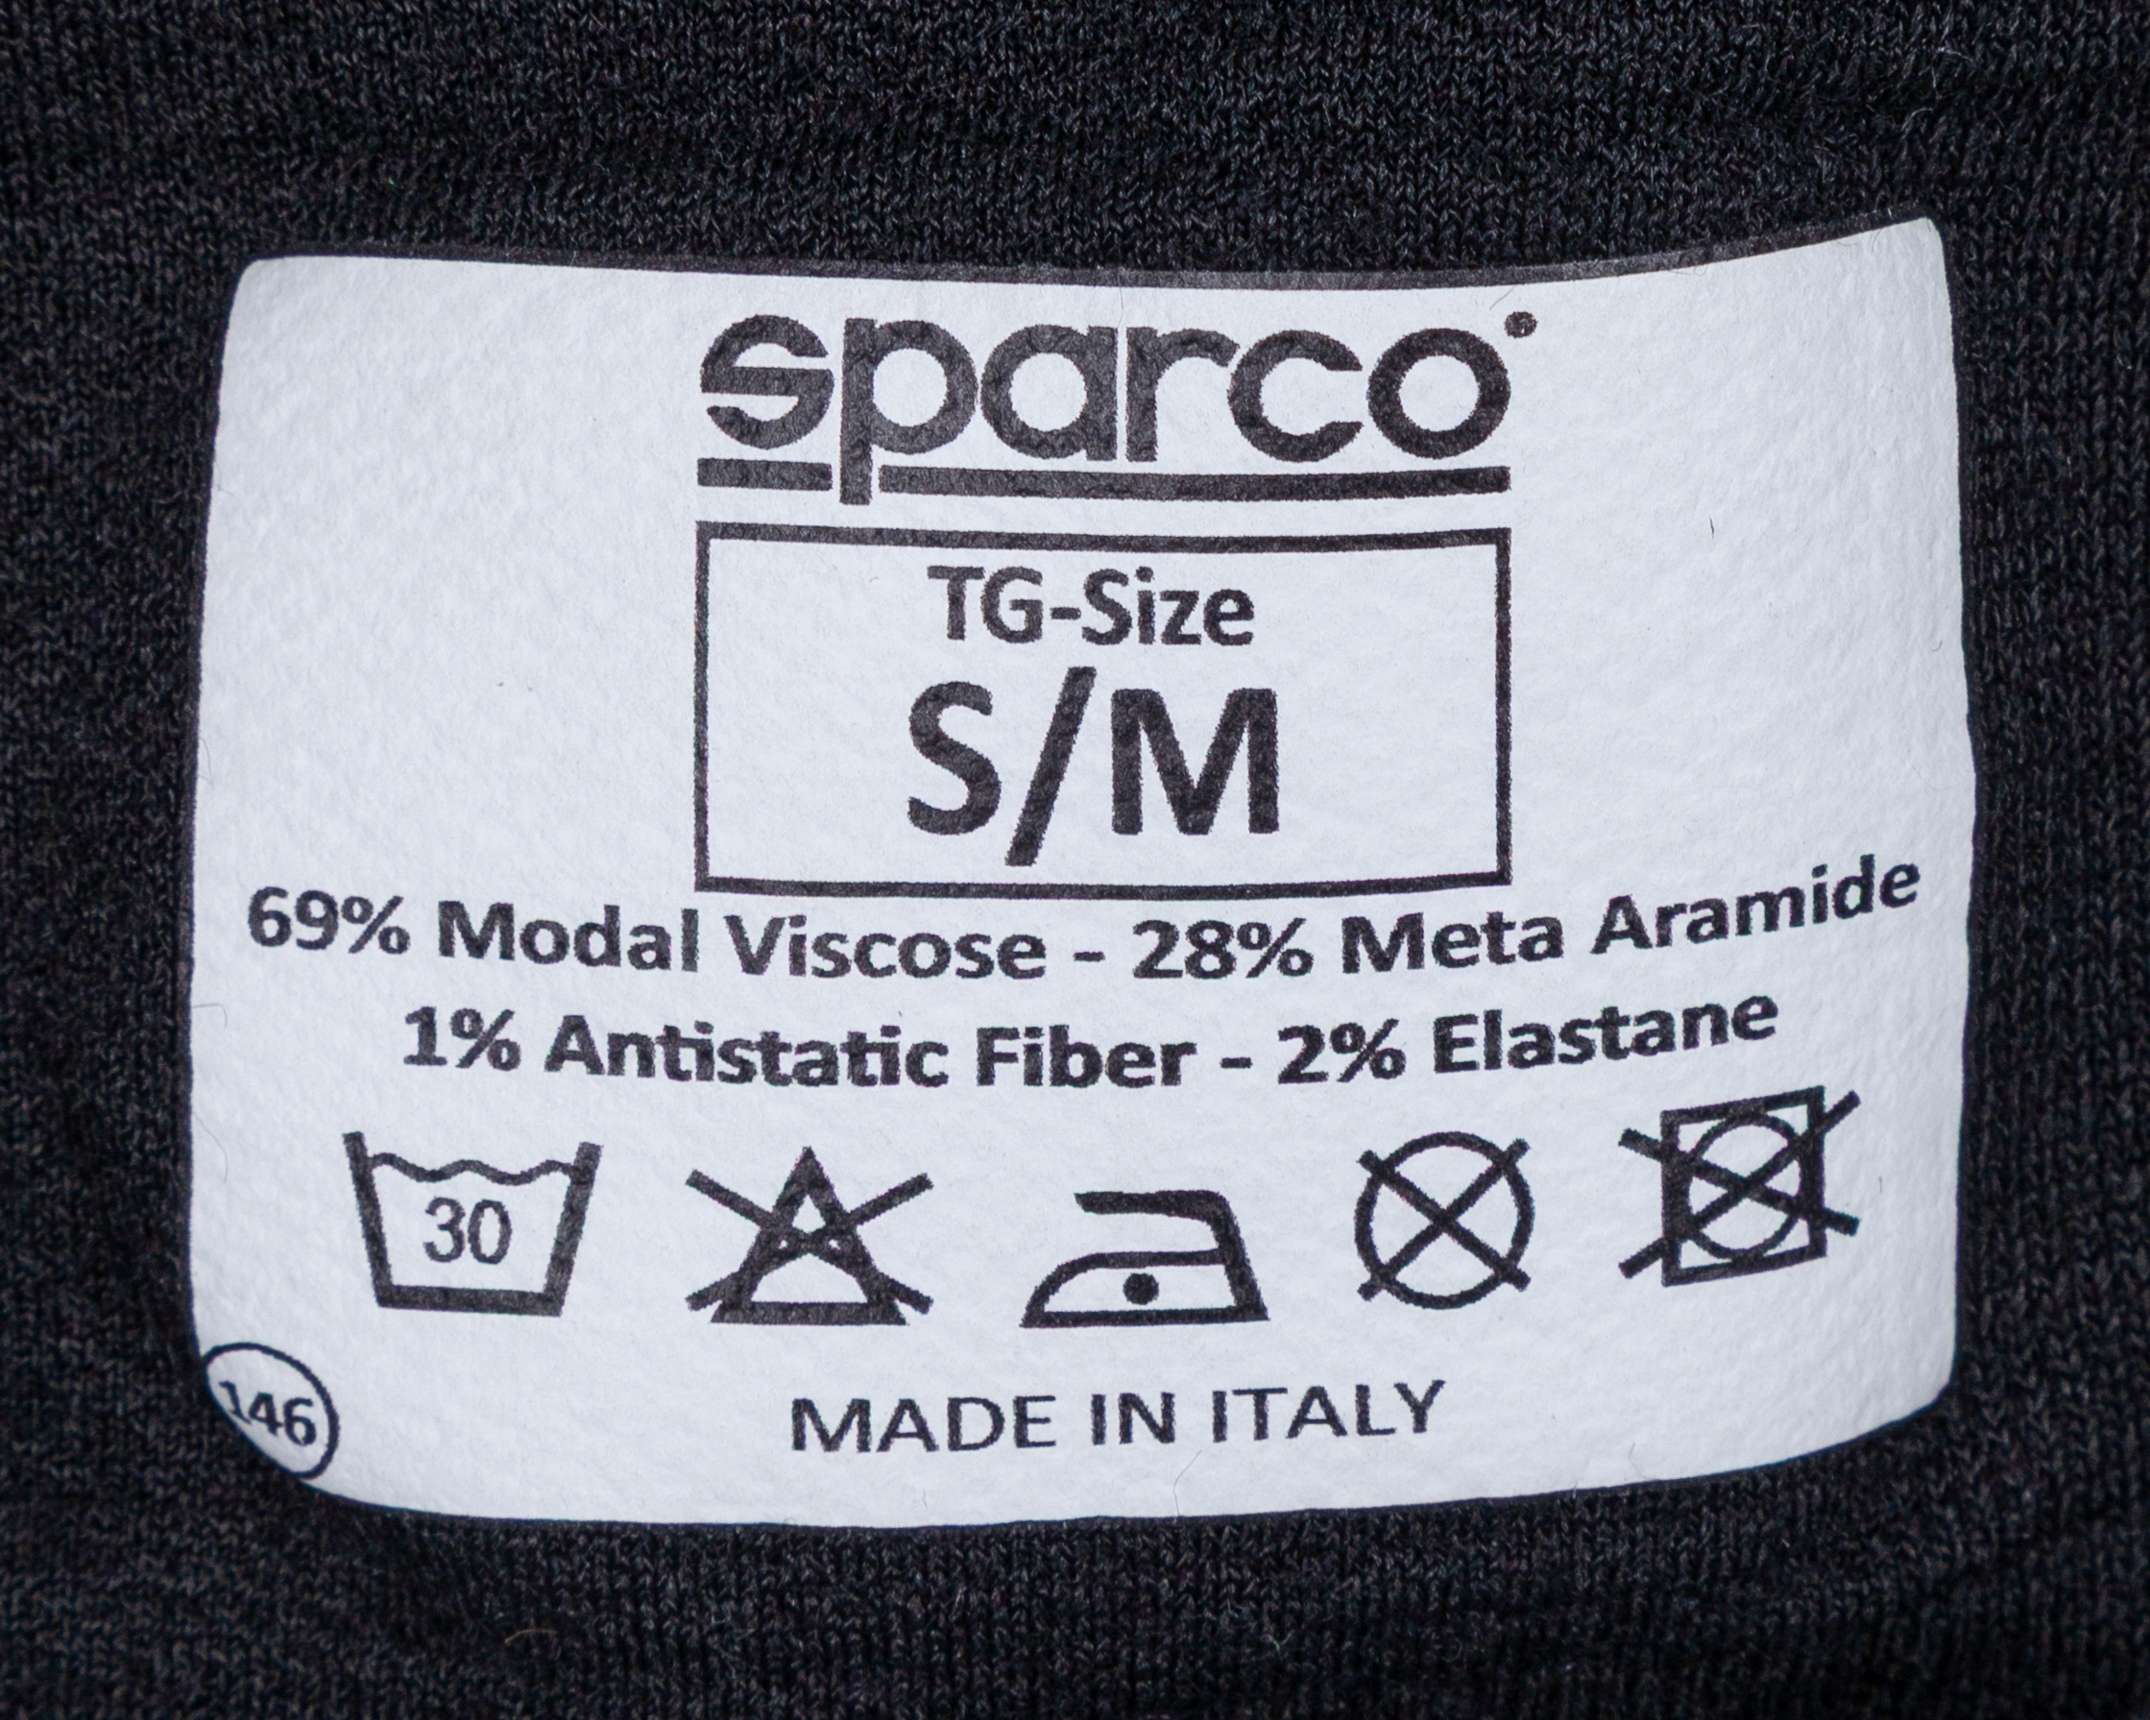 sparco
TG-Size
S/M
69% Modal Viscose - 28% Meta Aramide
1% Antistatic Fiber - 2% Elastane
30
146
MADE IN ITALY